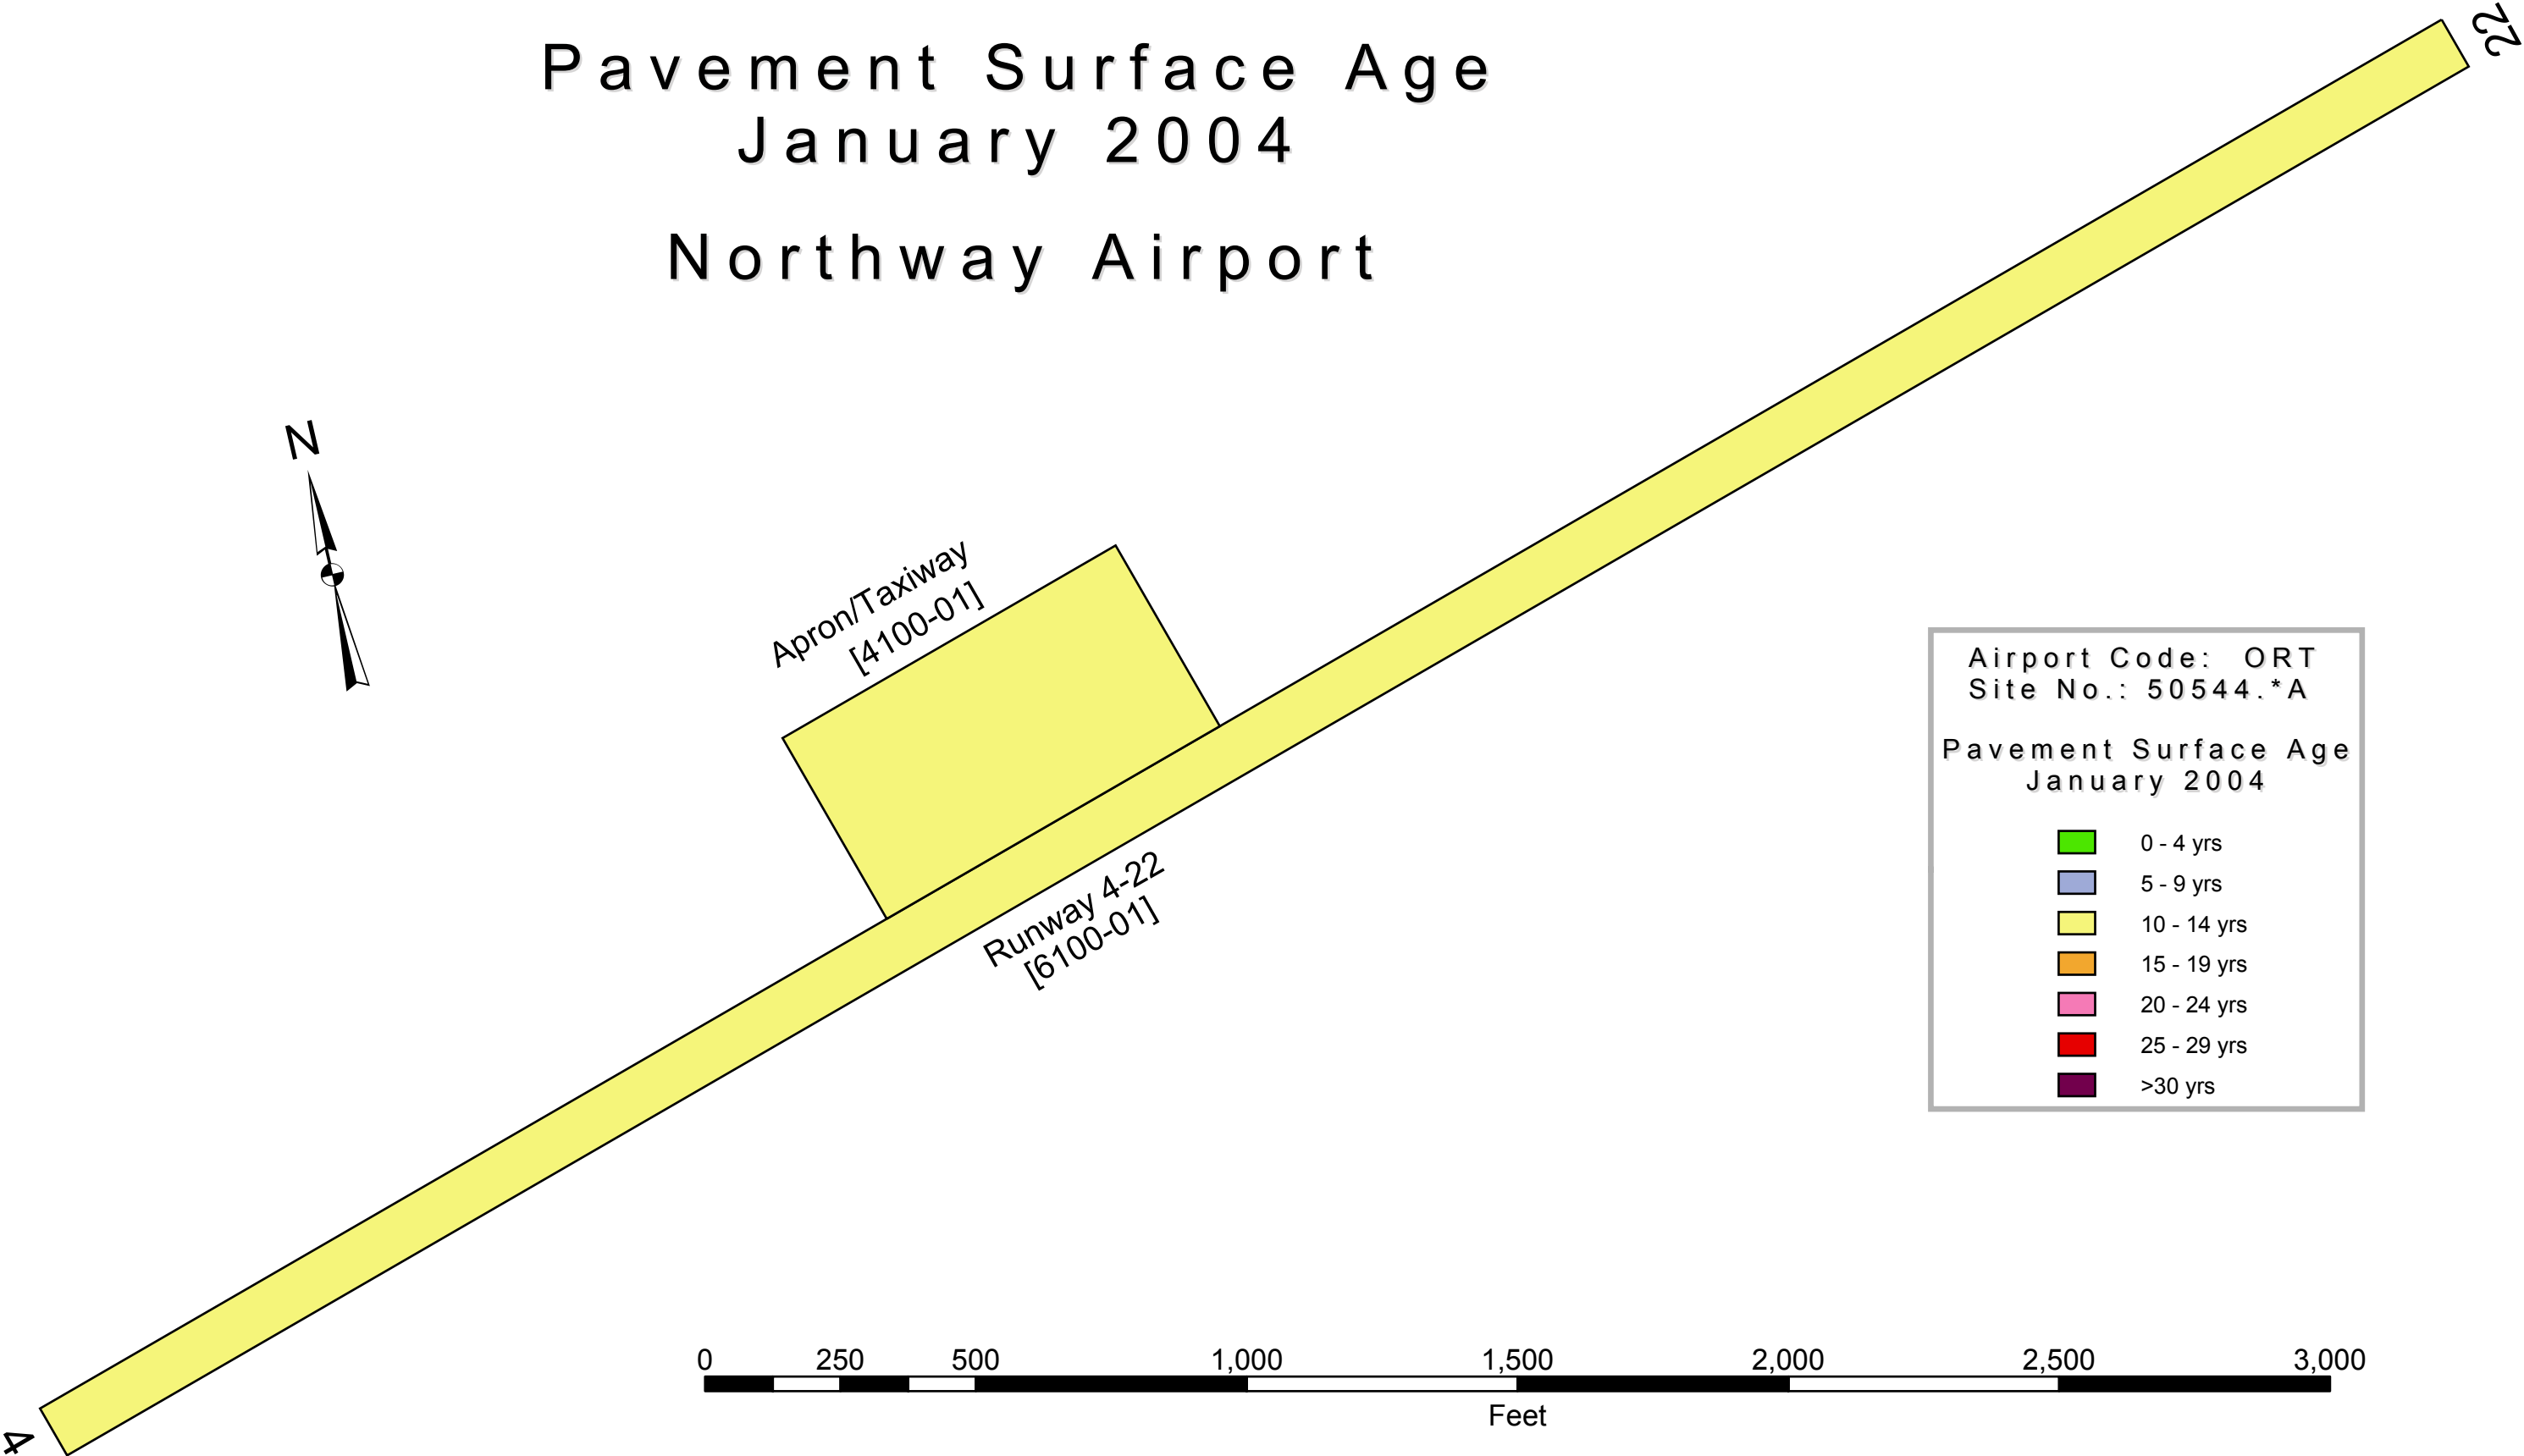 Pavement Surface Age
January 2004
Northway Airport
22
N
Apron/Taxiway
[4100-01]
Runway 4-22
[6100-01]
Airport Code: ORT
Site No.: 50544.*A
Pavement Surface Age
January 2004
0 - 4 yrs
5 - 9 yrs
10 - 14 yrs
15 - 19 yrs
20 - 24 yrs
25 - 29 yrs
>30 yrs
0 250 500 1,000 1,500 2,000 2,500 3,000
Feet
4